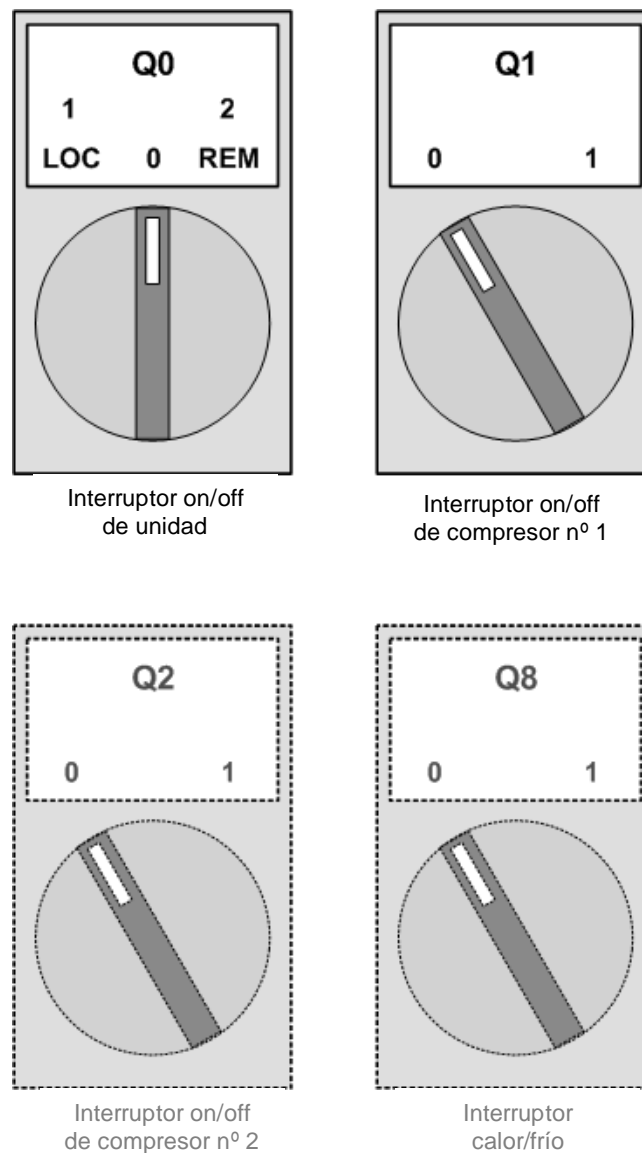 Q0
1 2
LOC 0 REM
Q1
0 1
Interruptor on/off
de unidad
Interruptor on/off
de compresor nº 1
Q2
0 1
Q8
0 1
Interruptor on/off
de compresor nº 2
Interruptor
calor/frío